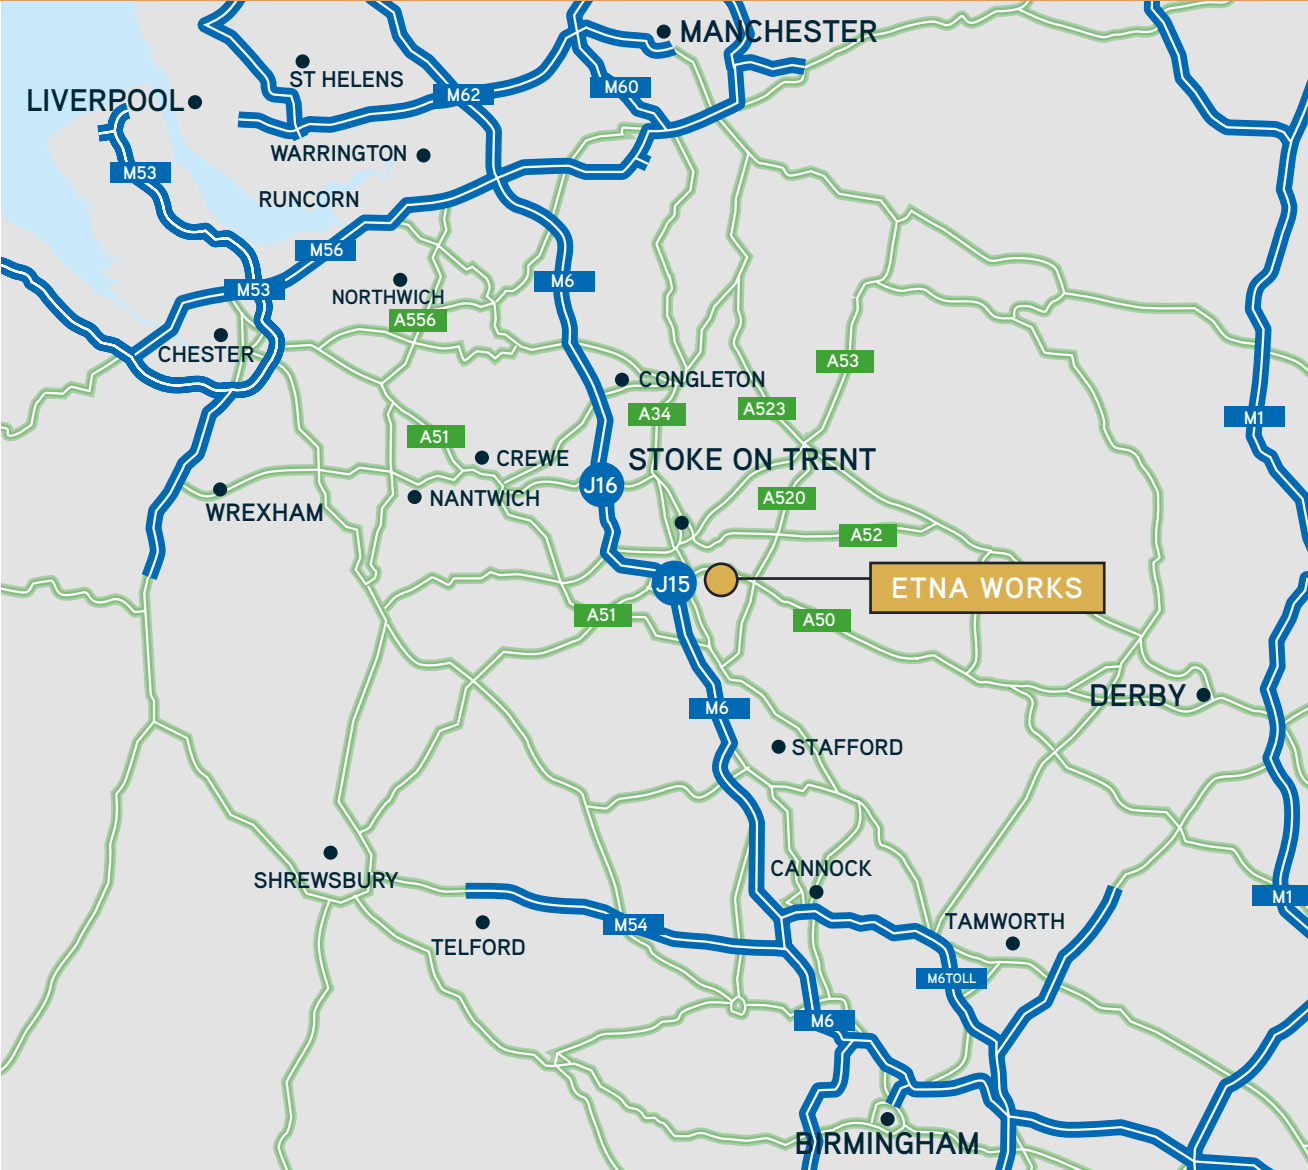 MANCHESTER
ST HELENS
M62
M60
LIVERPOOL
WARRINGTON
M53
RUNCORN
M56
M6
M53
NORTHWICH
A556
CHESTER
A53
CONGLETON
A34
A523
M1
A51
CREWE
STOKE ON TRENT
J16
NANTWICH
A520
WREXHAM
A52
J15
ETNA WORKS
A51
A50
DERBY
M6
STAFFORD
CANNOCK
SHREWSBURY
M1
TAMWORTH
M54
TELFORD
M6TOLL
M6
BIRMINGHAM